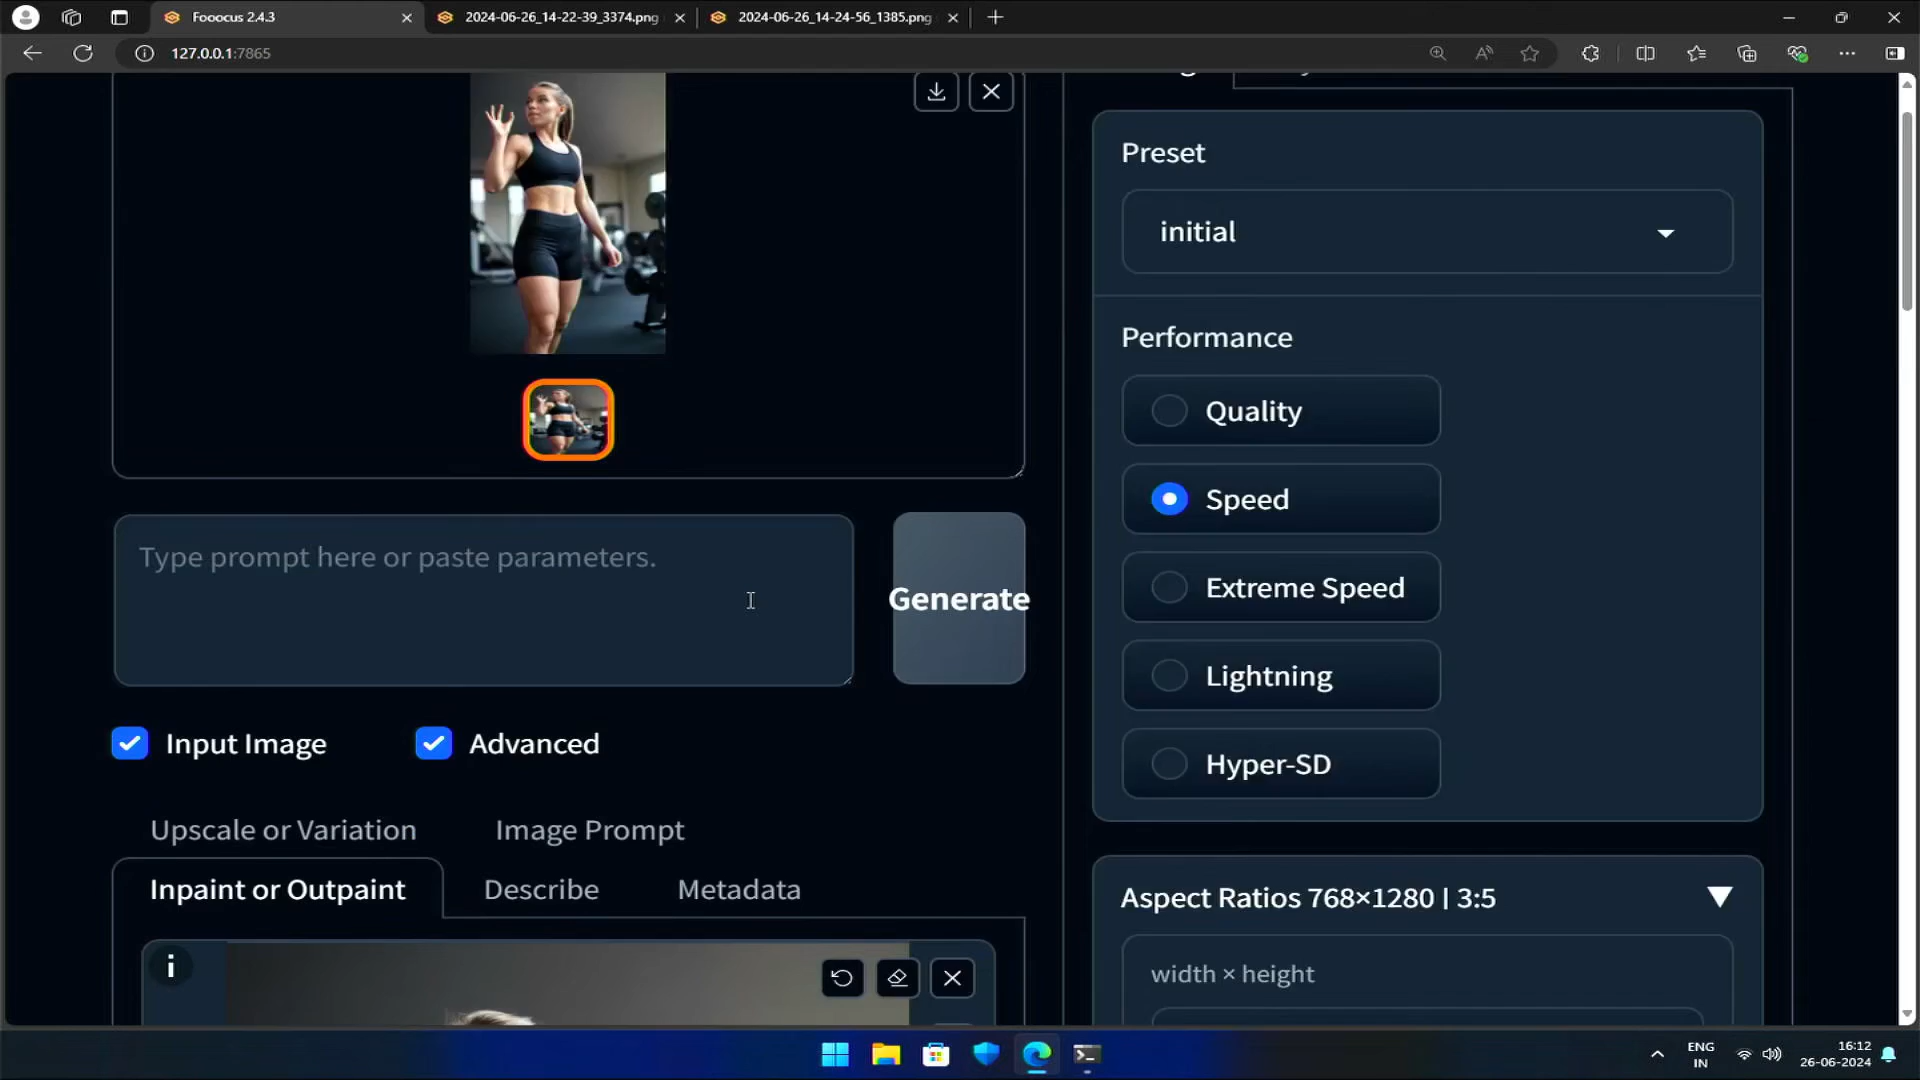 Fooocus 2.4.3
2024-06-26_14-22-39_3374.png
2024-06-26_14-24-56_1385.png
127.0.0.1:7865
Preset
initial
Performance
Quality
Speed
Extreme Speed
Lightning
Hyper-SD
Type prompt here or paste parameters.
Generate
Input Image
Advanced
Upscale or Variation
Image Prompt
Inpaint or Outpaint
Describe
Metadata
Aspect Ratios 768×1280 | 3:5
width × height
ENG
IN
16:12
26-06-2024